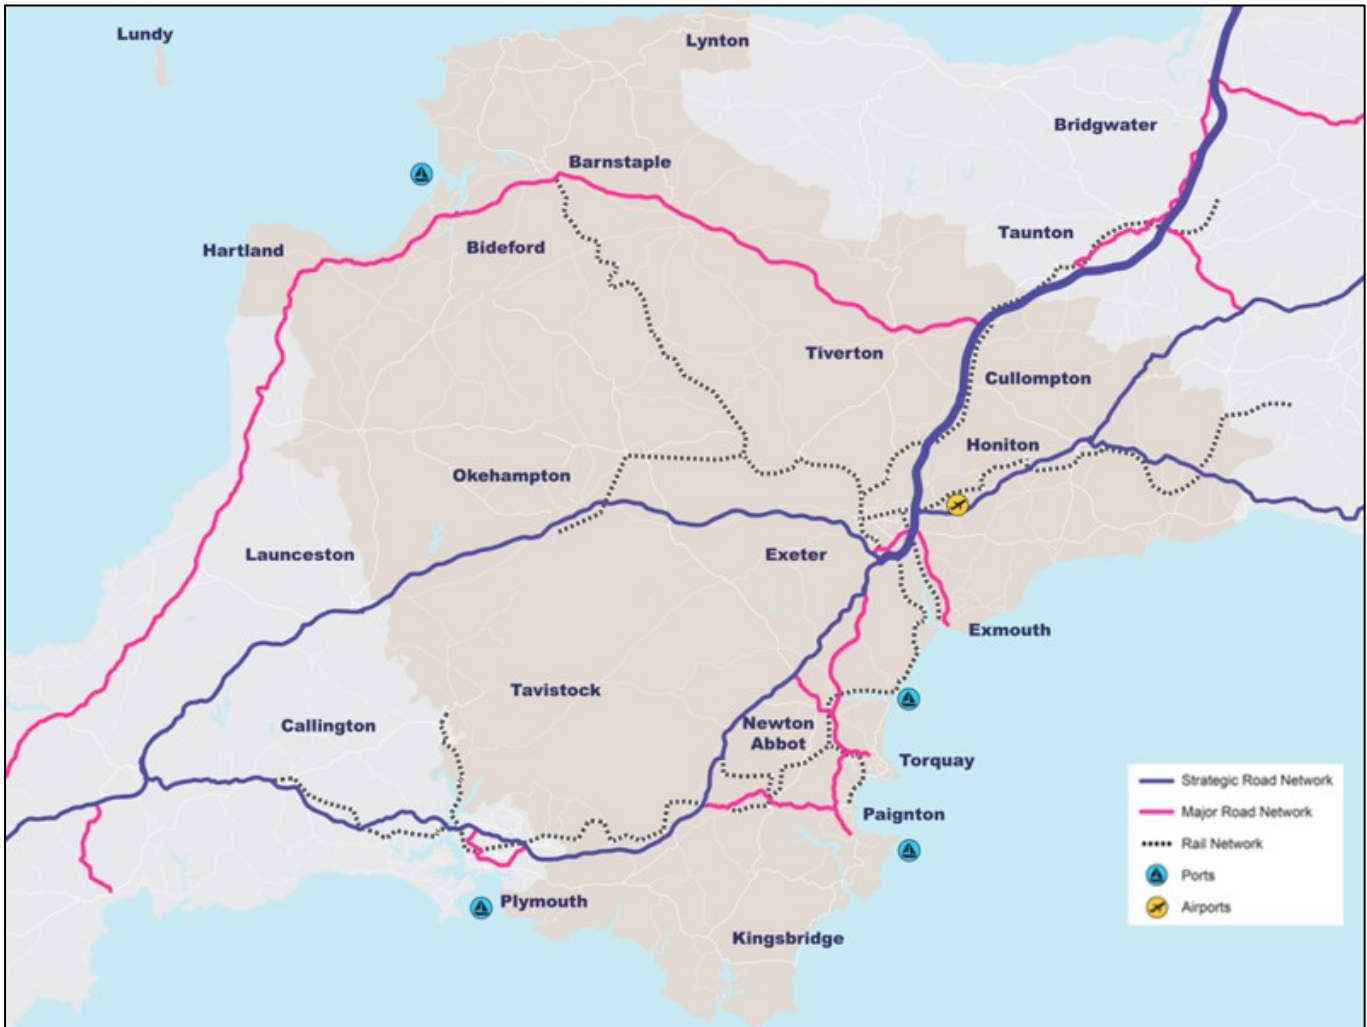 Lundy
Lynton
Bridgwater
Barnstaple
Taunton
Hartland
Bideford
Tiverton
Cullompton
Honiton
Okehampton
Launceston
Exeter
Exmouth
Tavistock
Callington
Newton
Abbot
Torquay
Paignton
Plymouth
Kingsbridge
Strategic Road Network
Major Road Network
Rail Network
Ports
Airports